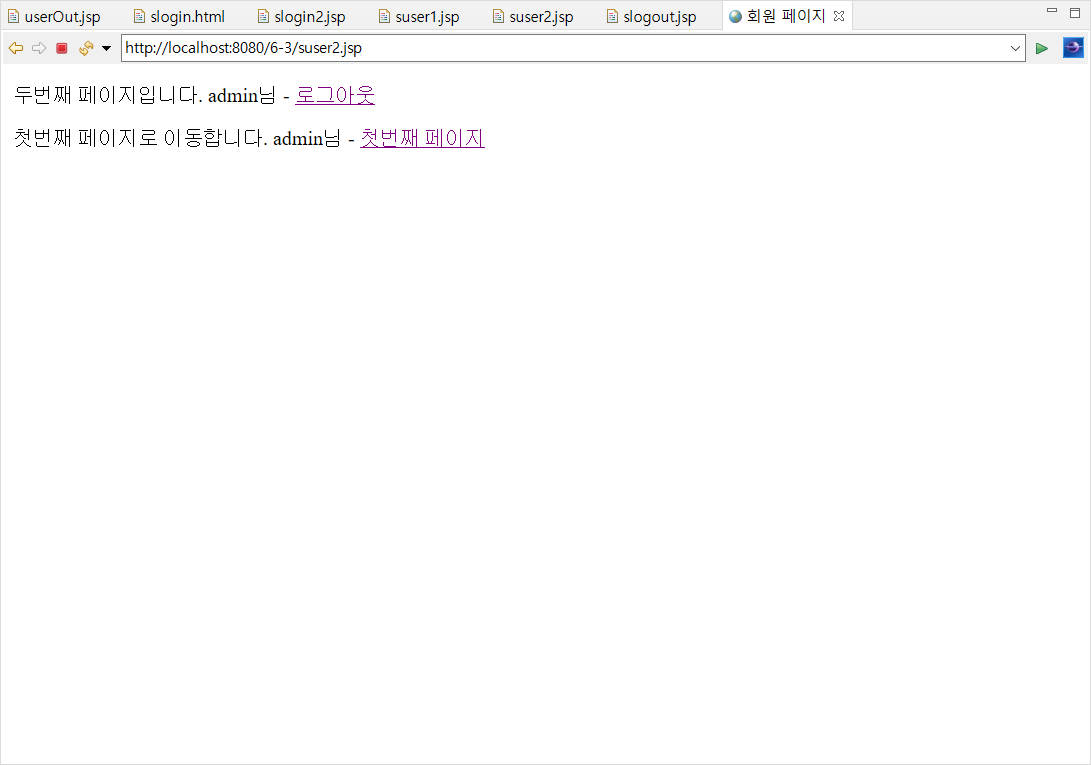 userOut.jsp slogin.html slogin2.jsp suser1.jsp suser2.jsp slogout.jsp 회원 페이지
http://localhost:8080/6-3/suser2.jsp
두번째 페이지입니다. admin님 - 로그아웃
첫번째 페이지로 이동합니다. admin님 - 첫번째 페이지